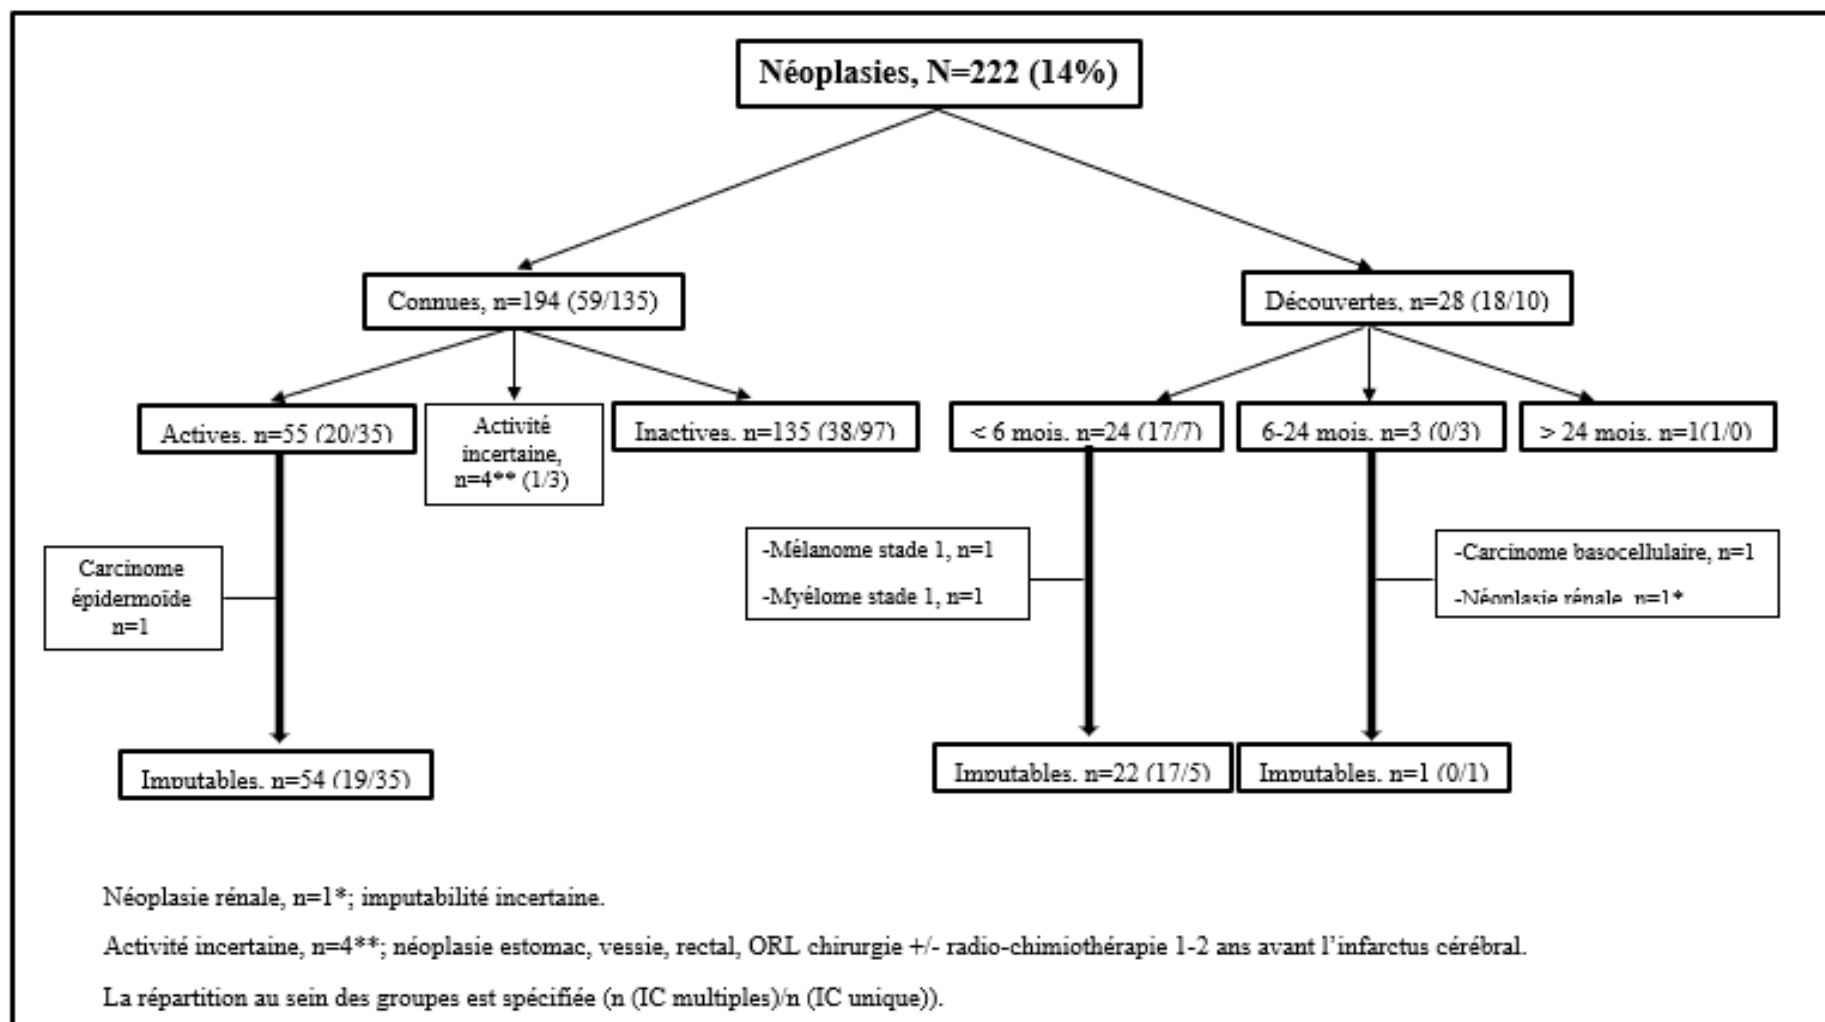 Néoplasies, N=222 (14%)
Connues, n=194 (59/135)
Découvertes, n=28 (18/10)
Actives, n=55 (20/35)
Activité
incertaine,
n=4** (1/3)
Inactives, n=135 (38/97)
< 6 mois, n=24 (17/7)
6-24 mois, n=3 (0/3)
> 24 mois, n=1(1/0)
Carcinome
épidermoïde
n=1
-Mélanome stade 1, n=1
-Myélome stade 1, n=1
-Carcinome basocellulaire, n=1
-Néoplasie rénale, n=1*
Imputables, n=54 (19/35)
Imputables, n=22 (17/5)
Imputables, n=1 (0/1)
Néoplasie rénale, n=1*; imputabilité incertaine.
Activité incertaine, n=4**; néoplasie estomac, vessie, rectal, ORL chirurgie +/- radio-chimiothérapie 1-2 ans avant l'infarctus cérébral.
La répartition au sein des groupes est spécifiée (n (IC multiples)/n (IC unique)).